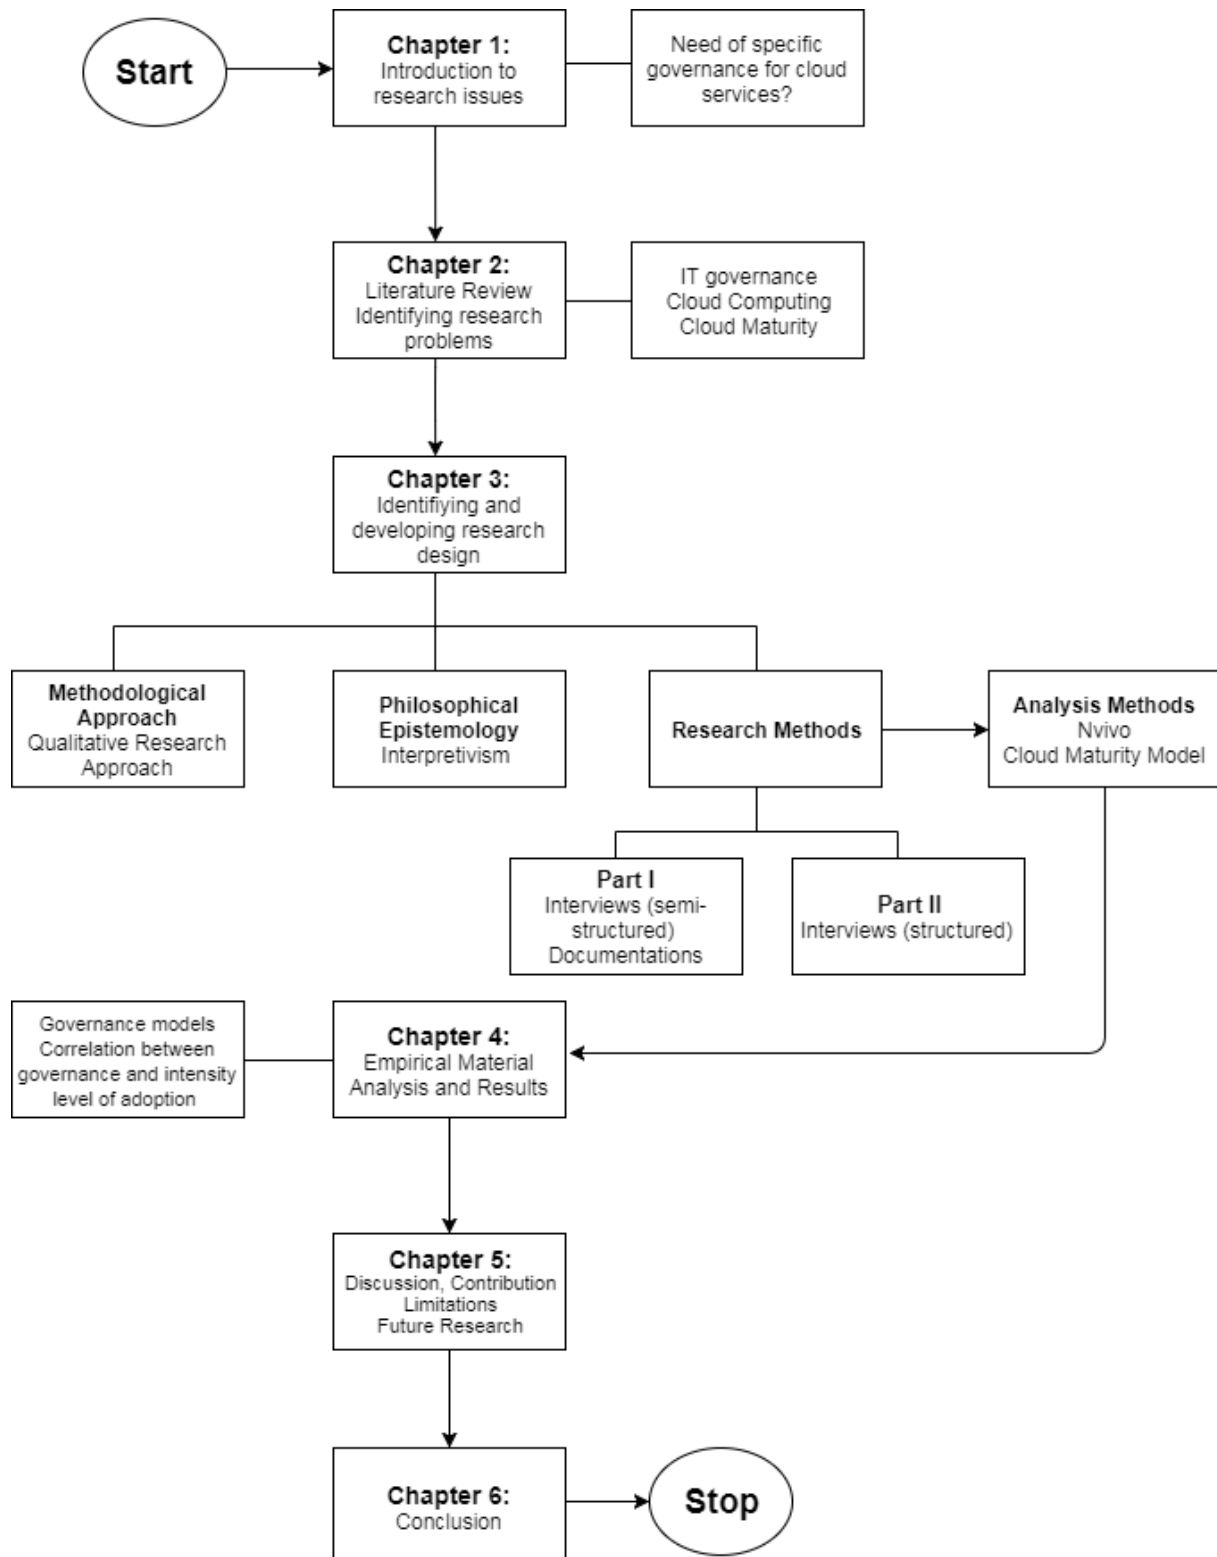 Start
Chapter 1:
Introduction to
research issues
Need of specific
governance for cloud
services?
Chapter 2:
Literature Review
Identifying research
problems
IT governance
Cloud Computing
Cloud Maturity
Chapter 3:
Identifiying and
developing research
design
Methodological
Approach
Qualitative Research
Approach
Philosophical
Epistemology
Interpretivism
Research Methods
Analysis Methods
Nvivo
Cloud Maturity Model
Part I
Interviews (semi-
structured)
Documentations
Part II
Interviews (structured)
Governance models
Correlation between
governance and intensity
level of adoption
Chapter 4:
Empirical Material
Analysis and Results
Chapter 5:
Discussion, Contribution
Limitations
Future Research
Chapter 6:
Conclusion
Stop